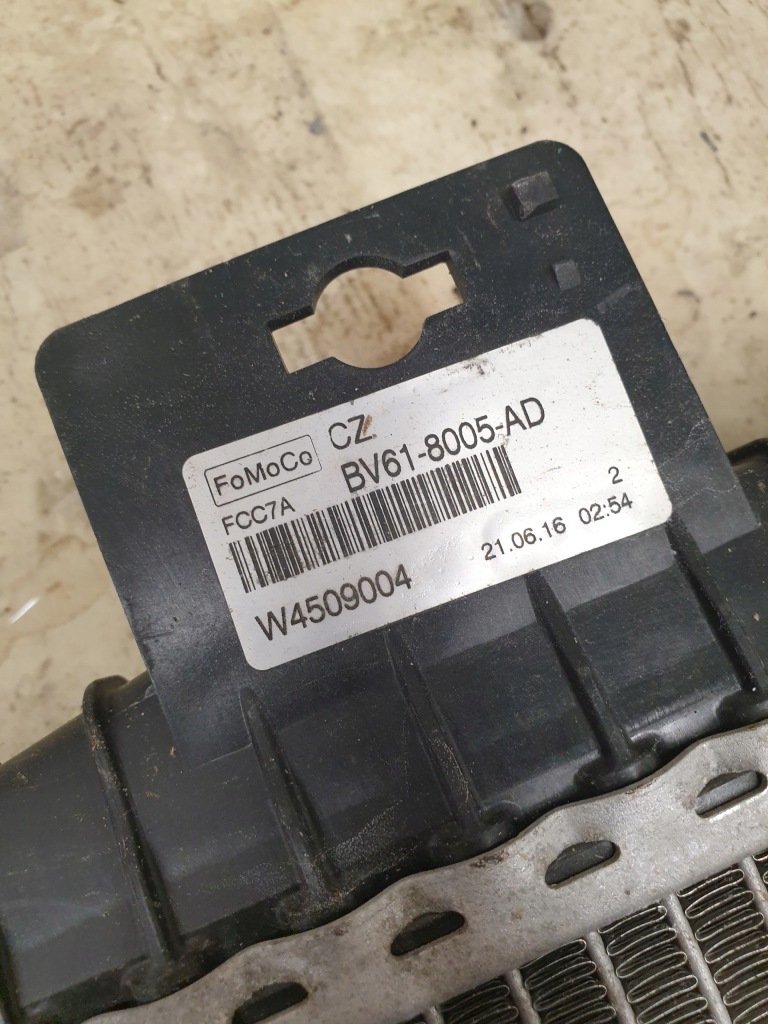 FoMoCo CZ
BV61-8005-AD
FCC7A
2
21.06.16 02:54
W4509004